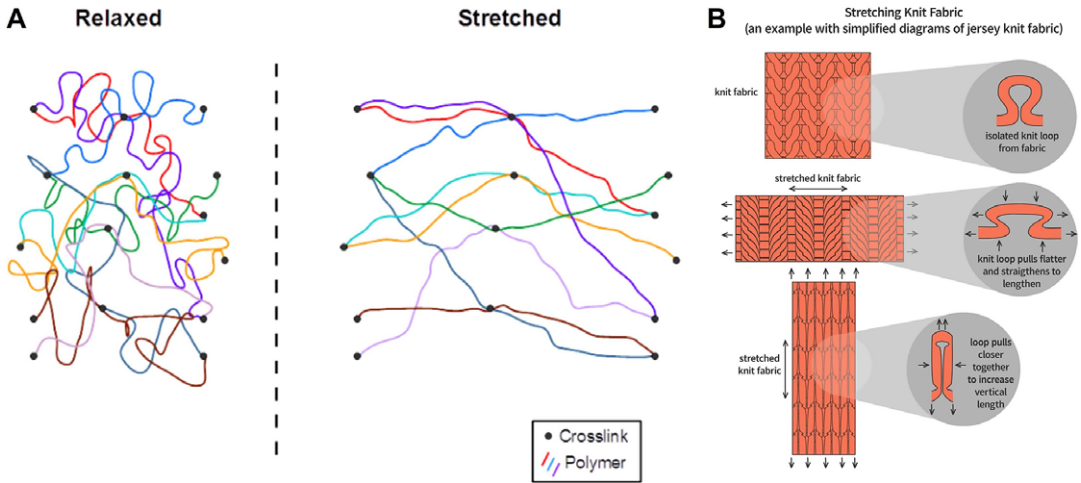 A
Relaxed
Stretched
Crosslink
Polymer
B
Stretching Knit Fabric
(an example with simplified diagrams of jersey knit fabric)
knit fabric
isolated knit loop
from fabric
stretched knit fabric
knit loop pulls flatter
and straigthens to
lengthen
stretched
knit fabric
loop pulls
closer
together
to increase
vertical
length